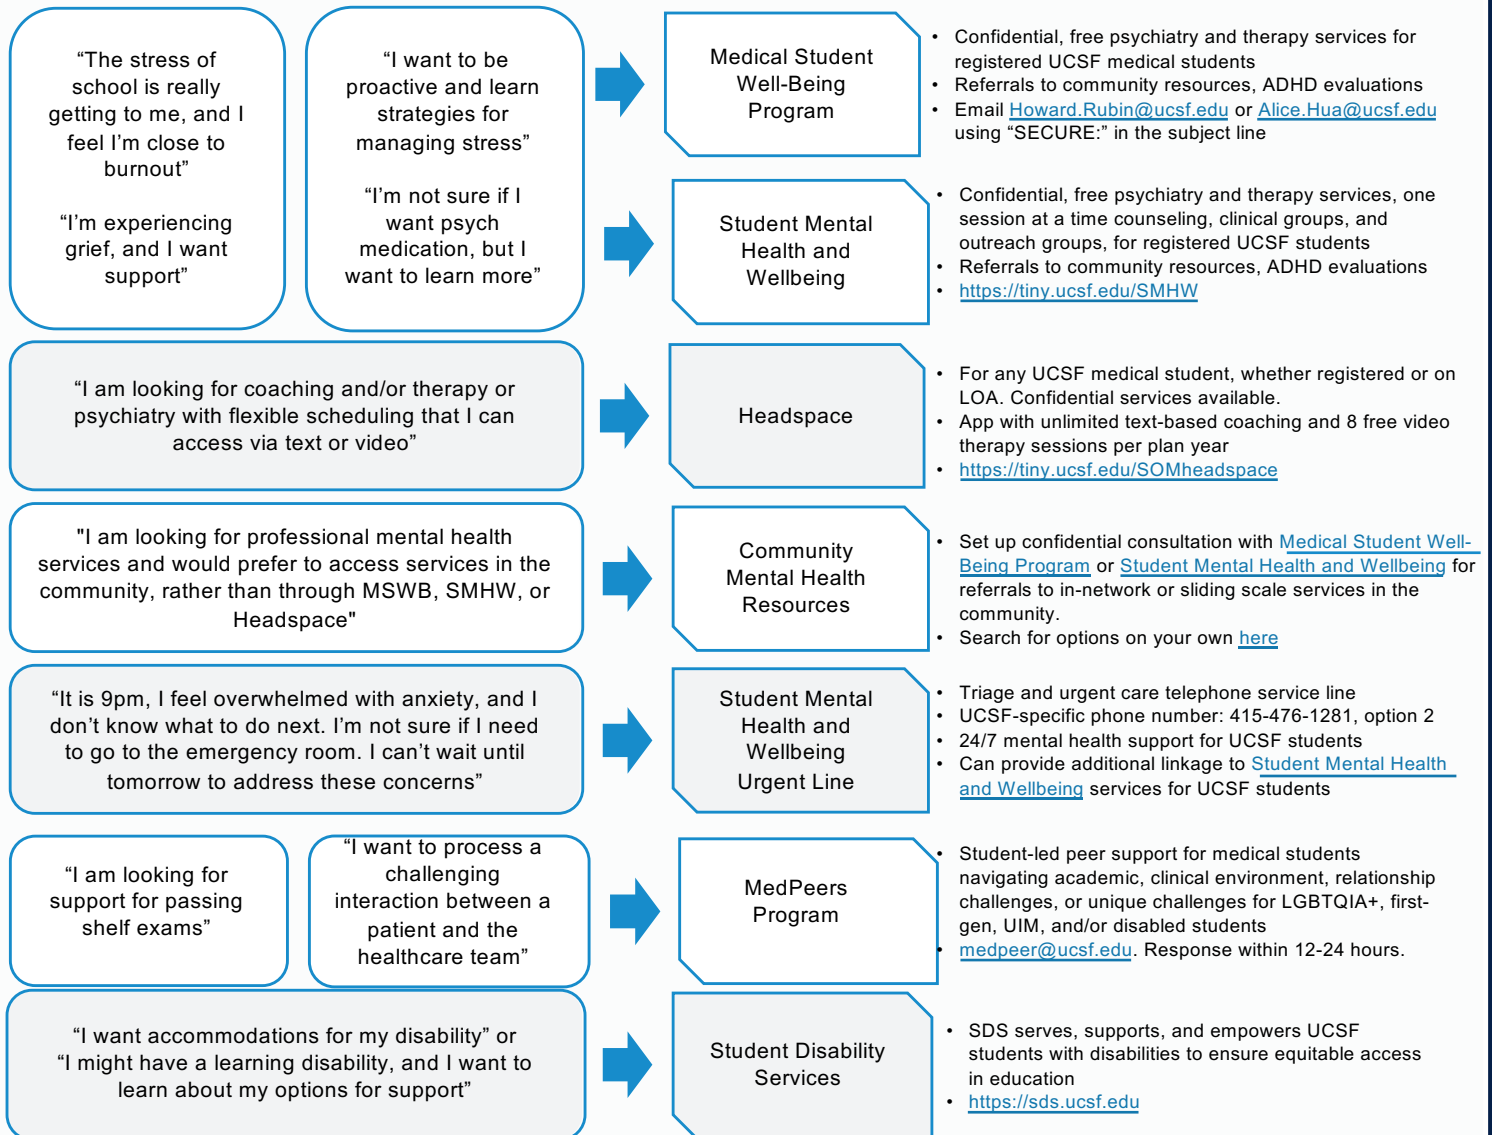 “The stress of
school is really
getting to me, and I
feel I’m close to
burnout”
“I’m experiencing
grief, and I want
support”
“I want to be
proactive and learn
strategies for
managing stress”
“I’m not sure if I
want psych
medication, but I
want to learn more”
Medical Student
Well-Being
Program
• Confidential, free psychiatry and therapy services for
registered UCSF medical students
• Referrals to community resources, ADHD evaluations
• Email Howard.Rubin@ucsf.edu or Alice.Hua@ucsf.edu
using “SECURE:” in the subject line
Student Mental
Health and
Wellbeing
• Confidential, free psychiatry and therapy services, one
session at a time counseling, clinical groups, and
outreach groups, for registered UCSF students
• Referrals to community resources, ADHD evaluations
• https://tiny.ucsf.edu/SMHW
“I am looking for coaching and/or therapy or
psychiatry with flexible scheduling that I can
access via text or video”
Headspace
• For any UCSF medical student, whether registered or on
LOA. Confidential services available.
• App with unlimited text-based coaching and 8 free video
therapy sessions per plan year
• https://tiny.ucsf.edu/SOMheadspace
"I am looking for professional mental health
services and would prefer to access services in the
community, rather than through MSWB, SMHW, or
Headspace"
Community
Mental Health
Resources
• Set up confidential consultation with Medical Student Well-
Being Program or Student Mental Health and Wellbeing for
referrals to in-network or sliding scale services in the
community.
• Search for options on your own here
“It is 9pm, I feel overwhelmed with anxiety, and I
don’t know what to do next. I’m not sure if I need
to go to the emergency room. I can’t wait until
tomorrow to address these concerns”
Student Mental
Health and
Wellbeing
Urgent Line
• Triage and urgent care telephone service line
• UCSF-specific phone number: 415-476-1281, option 2
• 24/7 mental health support for UCSF students
• Can provide additional linkage to Student Mental Health
and Wellbeing services for UCSF students
“I am looking for
support for passing
shelf exams”
“I want to process a
challenging
interaction between a
patient and the
healthcare team”
MedPeers
Program
• Student-led peer support for medical students
navigating academic, clinical environment, relationship
challenges, or unique challenges for LGBTQIA+, first-
gen, UIM, and/or disabled students
• medpeer@ucsf.edu. Response within 12-24 hours.
“I want accommodations for my disability” or
“I might have a learning disability, and I want to
learn about my options for support”
Student Disability
Services
• SDS serves, supports, and empowers UCSF
students with disabilities to ensure equitable access
in education
• https://sds.ucsf.edu